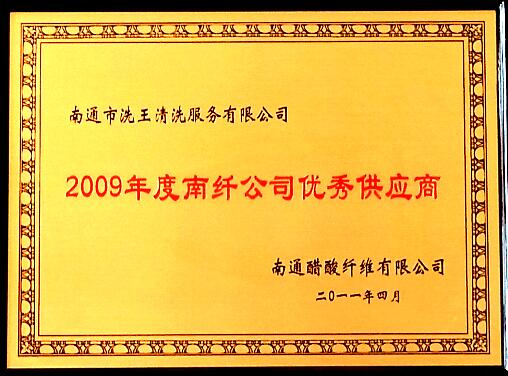 南通市洗王清洗服务有限公司
2009年度南纤公司优秀供应商
南通醋酸纤维有限公司
二〇一一年四月